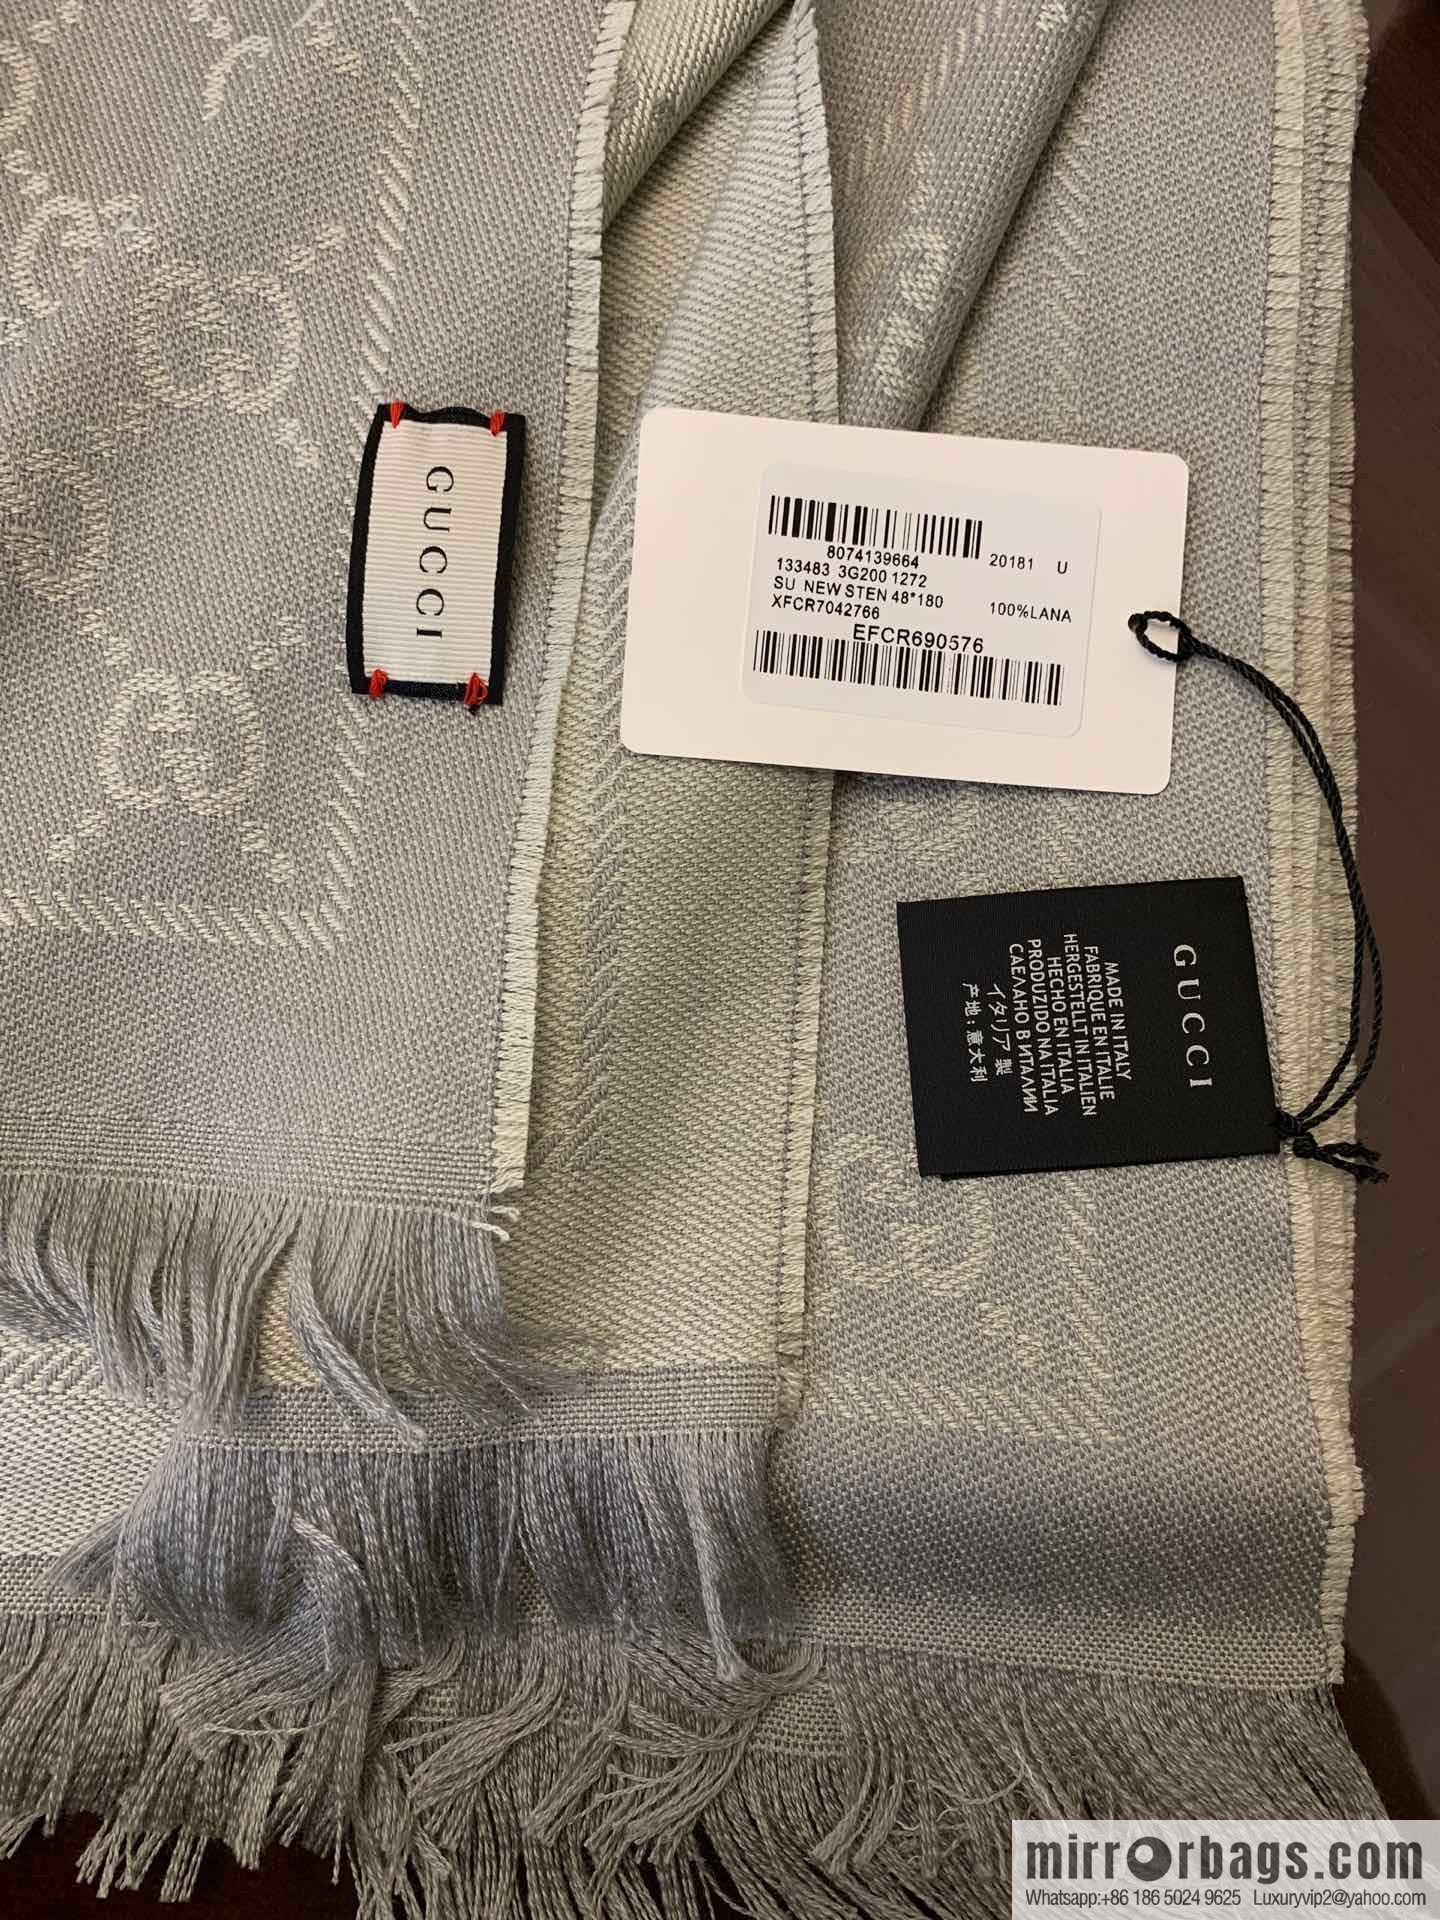 GUCCI
8074139664
20181 U
133483 3G200 1272
SU NEW STEN 48*180
100%LANA
XFCR7042766
EFCR690576
GUCCI
MADE IN ITALY
FABRIQUE EN ITALIE
HERGESTELLT IN ITALIEN
HECHO EN ITALIA
PRODUZIDO NA ITALIA
СДЕЛАНО В ИТАЛИИ
イタリア 製
产地:意大利
mirrorbags.com
Whatsapp:+86 186 5024 9625 Luxuryvip2@yahoo.com